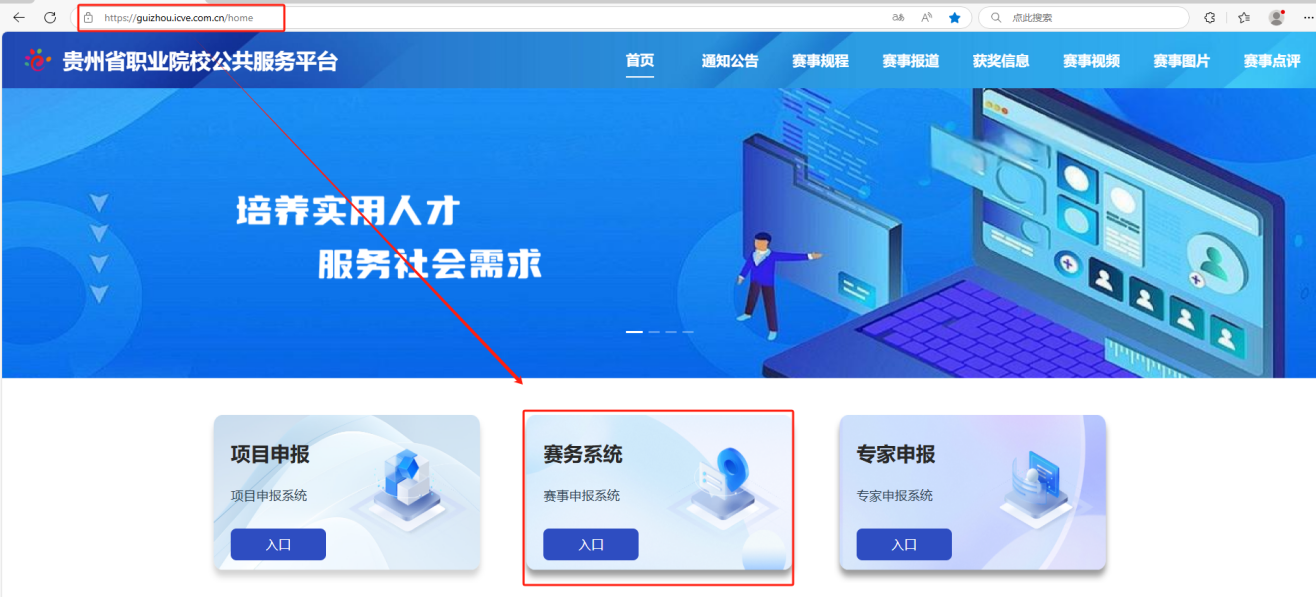 https://guizhou.icve.com.cn/home
点此搜索
贵州省职业院校公共服务平台
首页 通知公告 赛事规程 赛事报道 获奖信息 赛事视频 赛事图片 赛事点评
培养实用人才
服务社会需求
项目申报
项目申报系统
入口
赛务系统
赛事申报系统
入口
专家申报
专家申报系统
入口